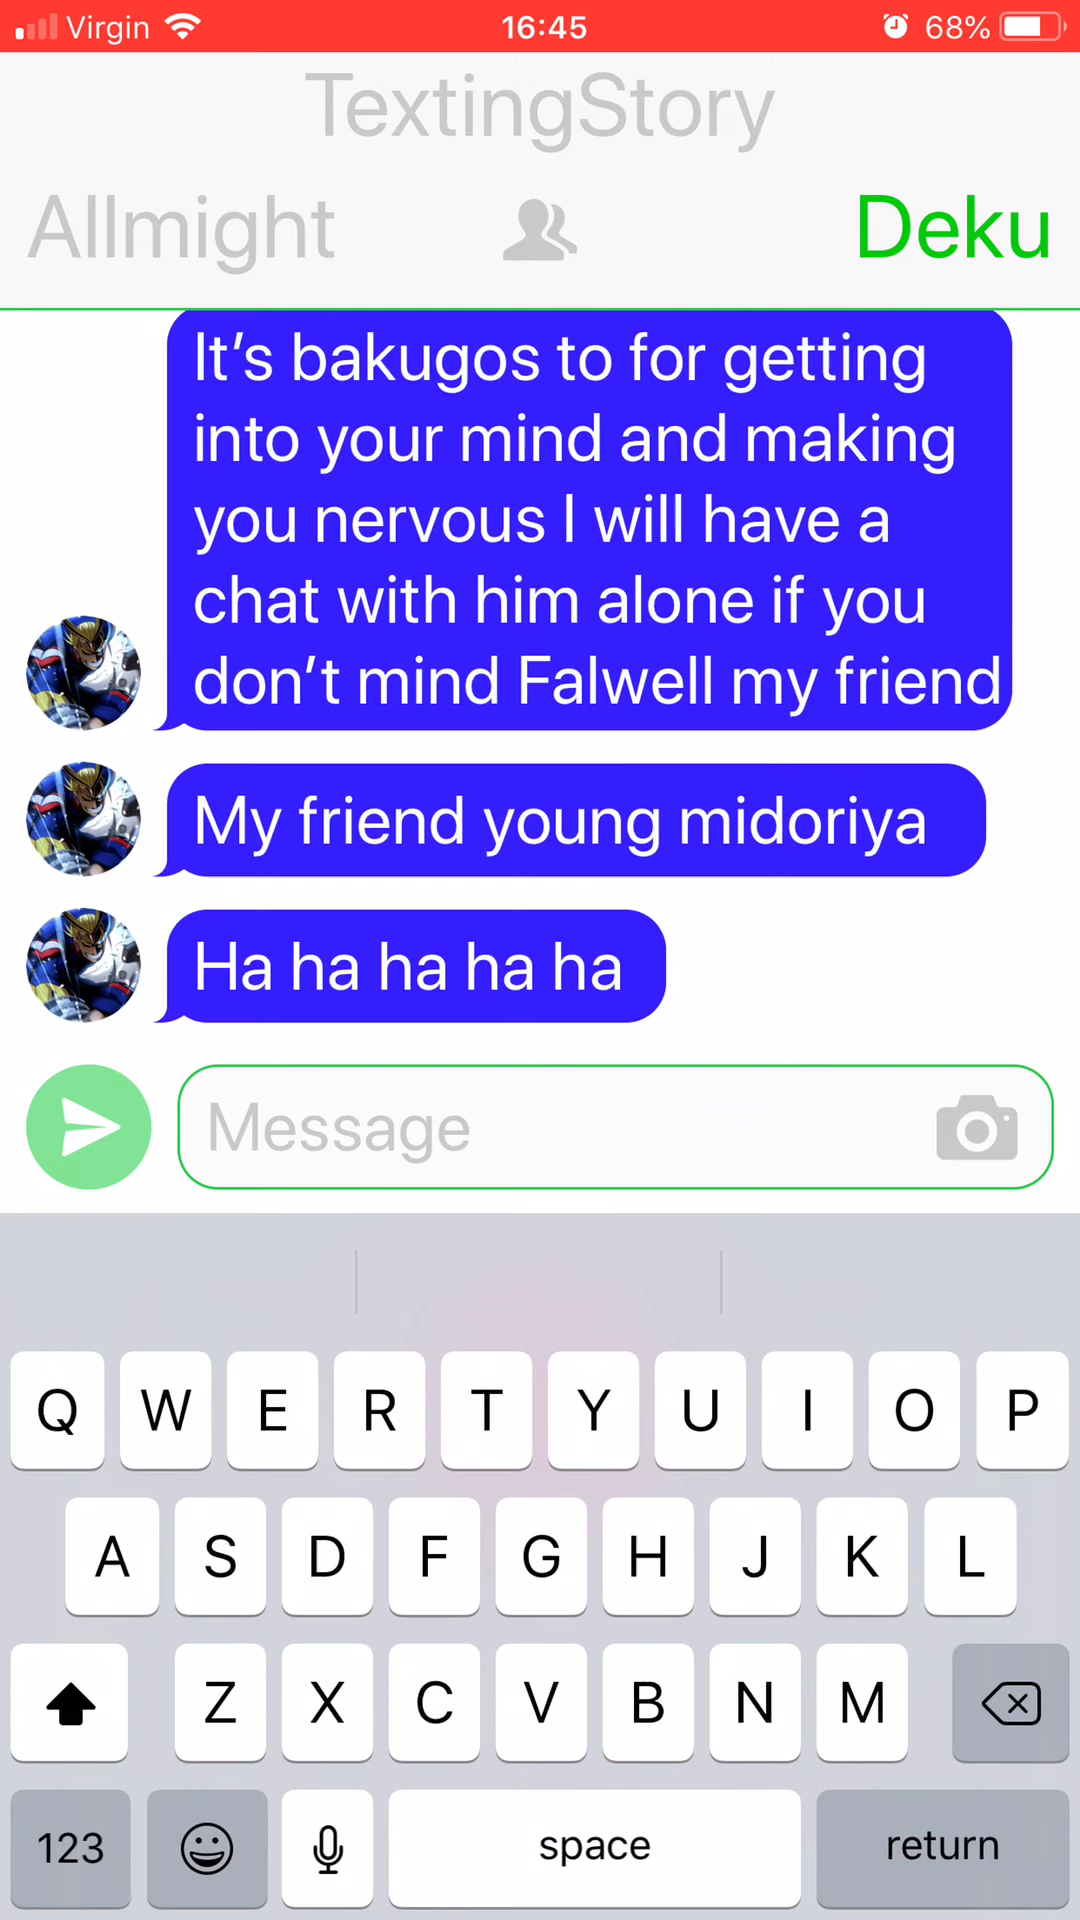 Virgin 16:45 68%
TextingStory
Allmight Deku
It’s bakugos to for getting
into your mind and making
you nervous I will have a
chat with him alone if you
don’t mind Falwell my friend
My friend young midoriya
Ha ha ha ha ha
Message
Q W E R T Y U I O P
A S D F G H J K L
Z X C V B N M
123 space return